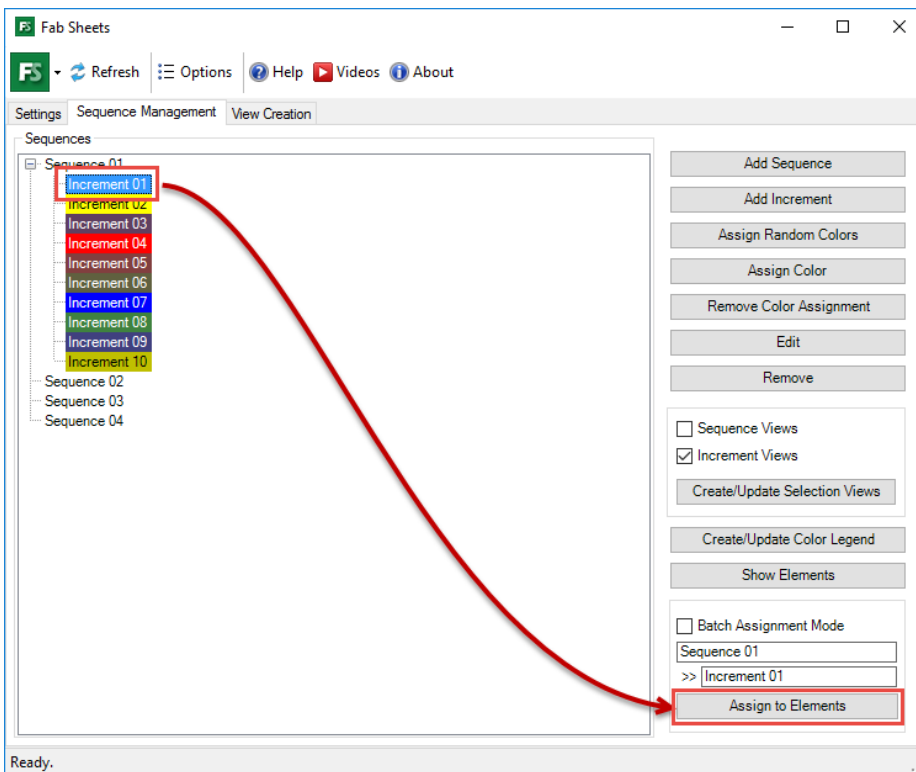 FS Fab Sheets
FS Refresh Options Help Videos About
Settings Sequence Management View Creation
Sequences
Sequence 01
Increment 01
Increment 02
Increment 03
Increment 04
Increment 05
Increment 06
Increment 07
Increment 08
Increment 09
Increment 10
Sequence 02
Sequence 03
Sequence 04
Add Sequence
Add Increment
Assign Random Colors
Assign Color
Remove Color Assignment
Edit
Remove
Sequence Views
Increment Views
Create/Update Selection Views
Create/Update Color Legend
Show Elements
Batch Assignment Mode
Sequence 01
>> Increment 01
Assign to Elements
Ready.